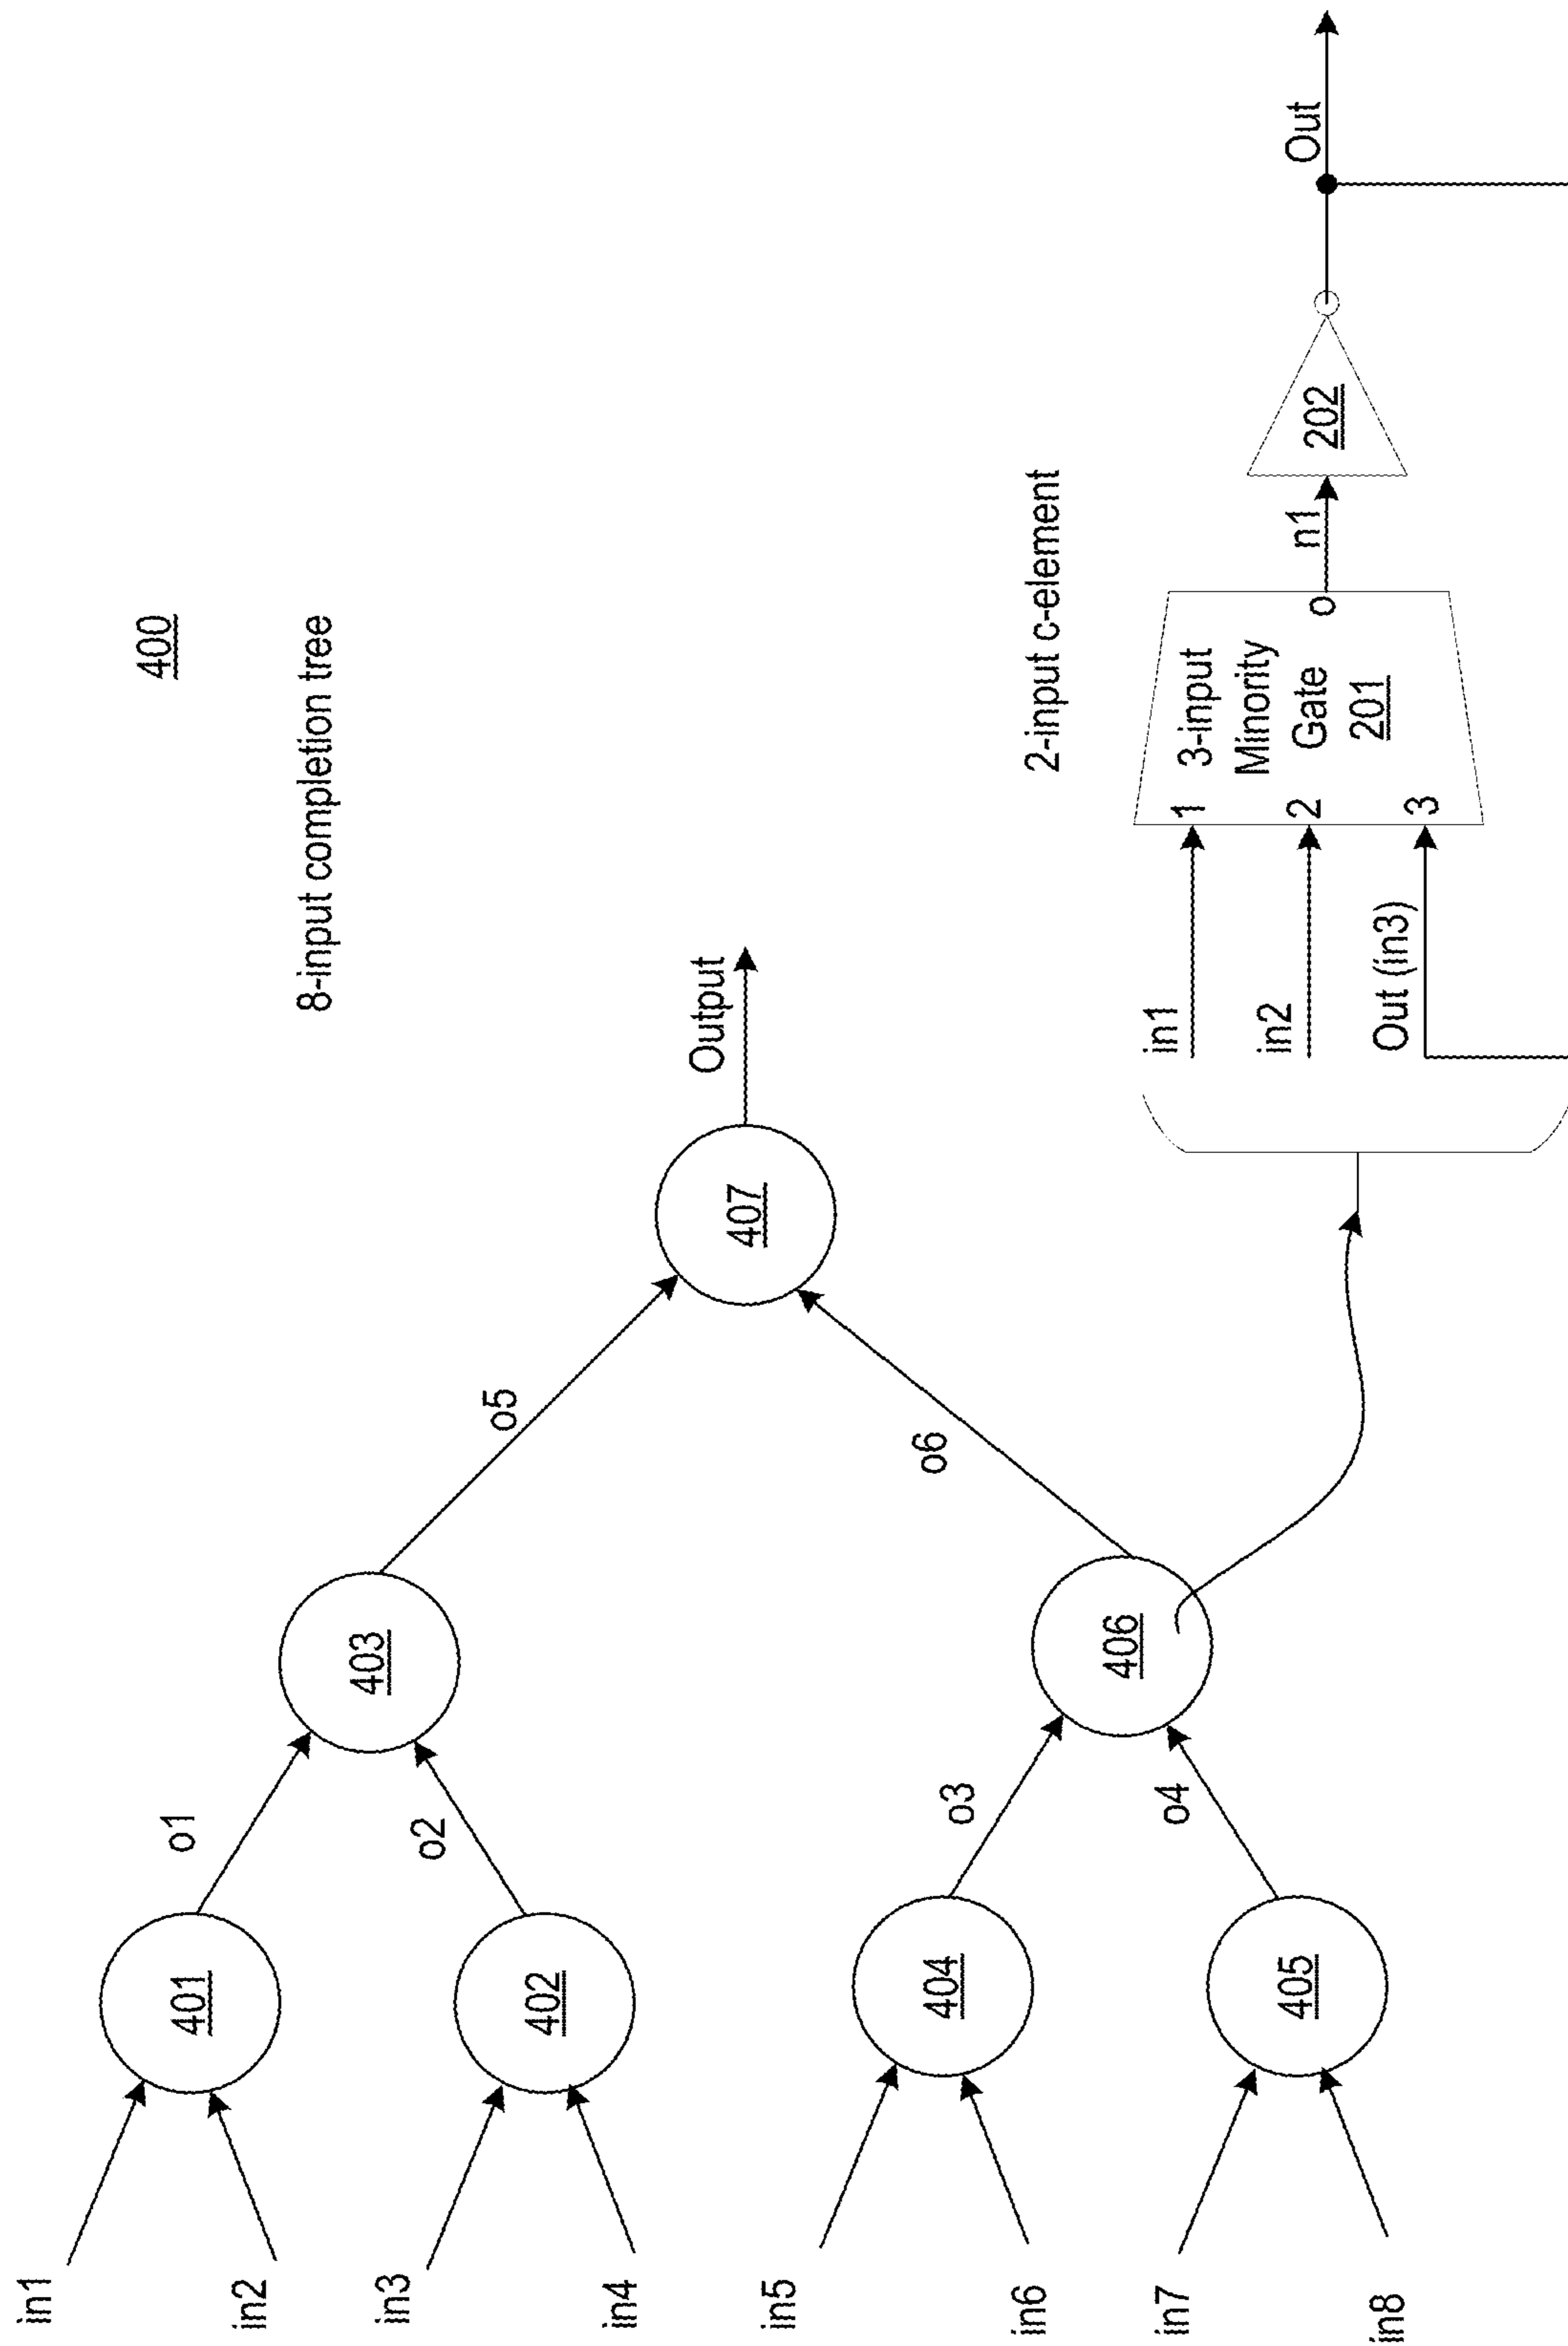 400
8-input completion tree
in1
in2
in3
in4
in5
in6
in7
in8
401
402
404
405
o1
o2
o3
o4
403
406
o5
o6
407
Output
2-input c-element
in1
in2
Out (in3)
1
2
3
3-input
Minority
Gate
201
o
n1
202
Out